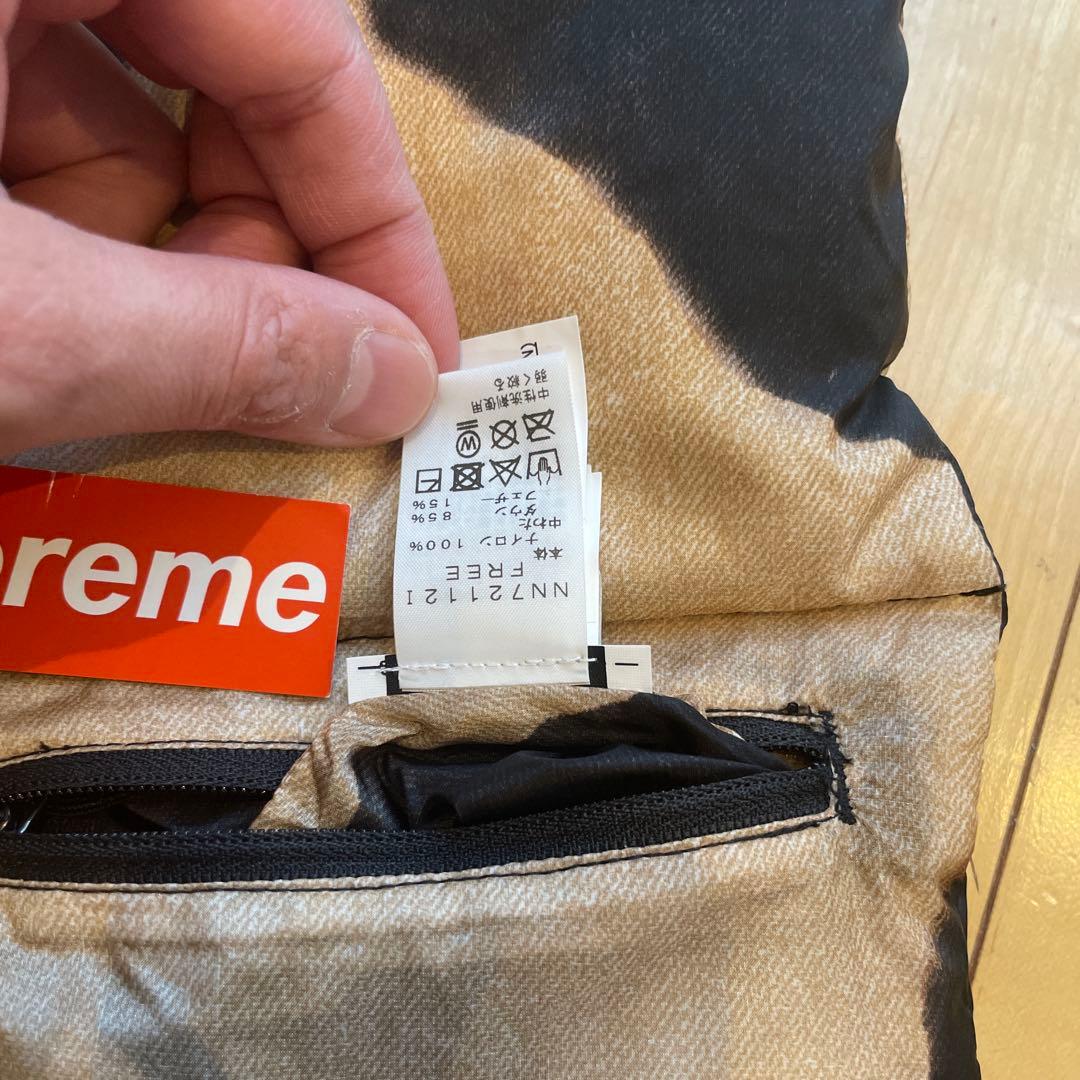 preme
NN72112I
FREE
本体
ナイロン 100%
中わた
ダウン 85%
フェザー 15%
W
中性洗剤使用
弱く絞る